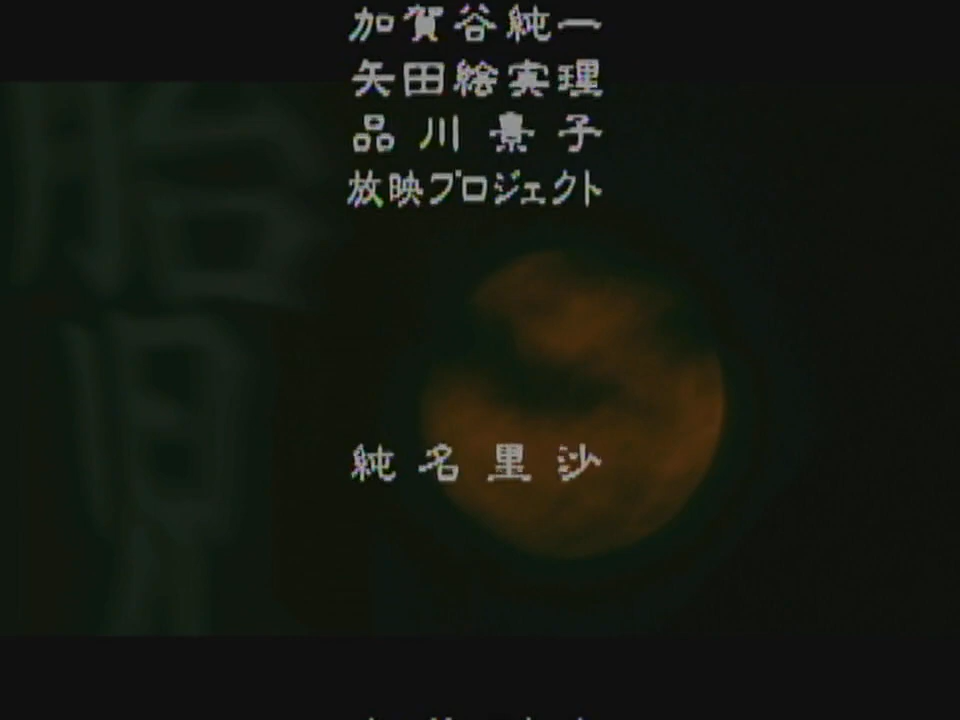 加賀谷純一
矢田絵実理
品川景子
放映プロジェクト
純名里沙